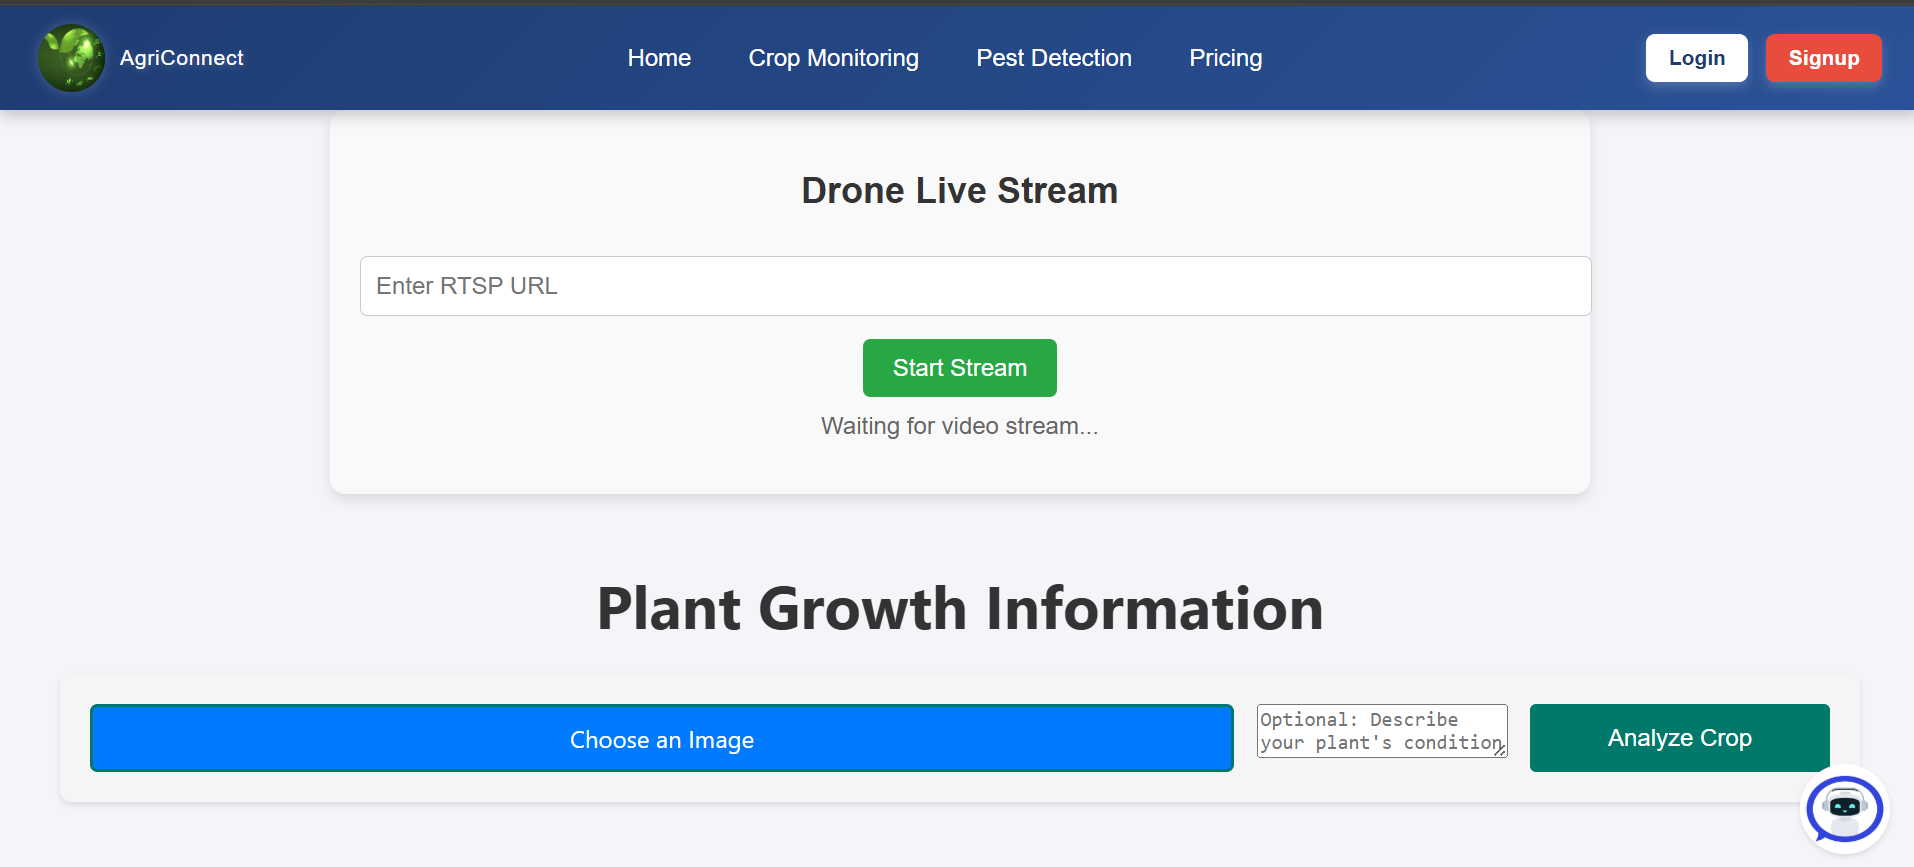 AgriConnect
Home
Crop Monitoring
Pest Detection
Pricing
Login
Signup
Drone Live Stream
Enter RTSP URL
Start Stream
Waiting for video stream...
Plant Growth Information
Choose an Image
Optional: Describe
your plant's condition
Analyze Crop